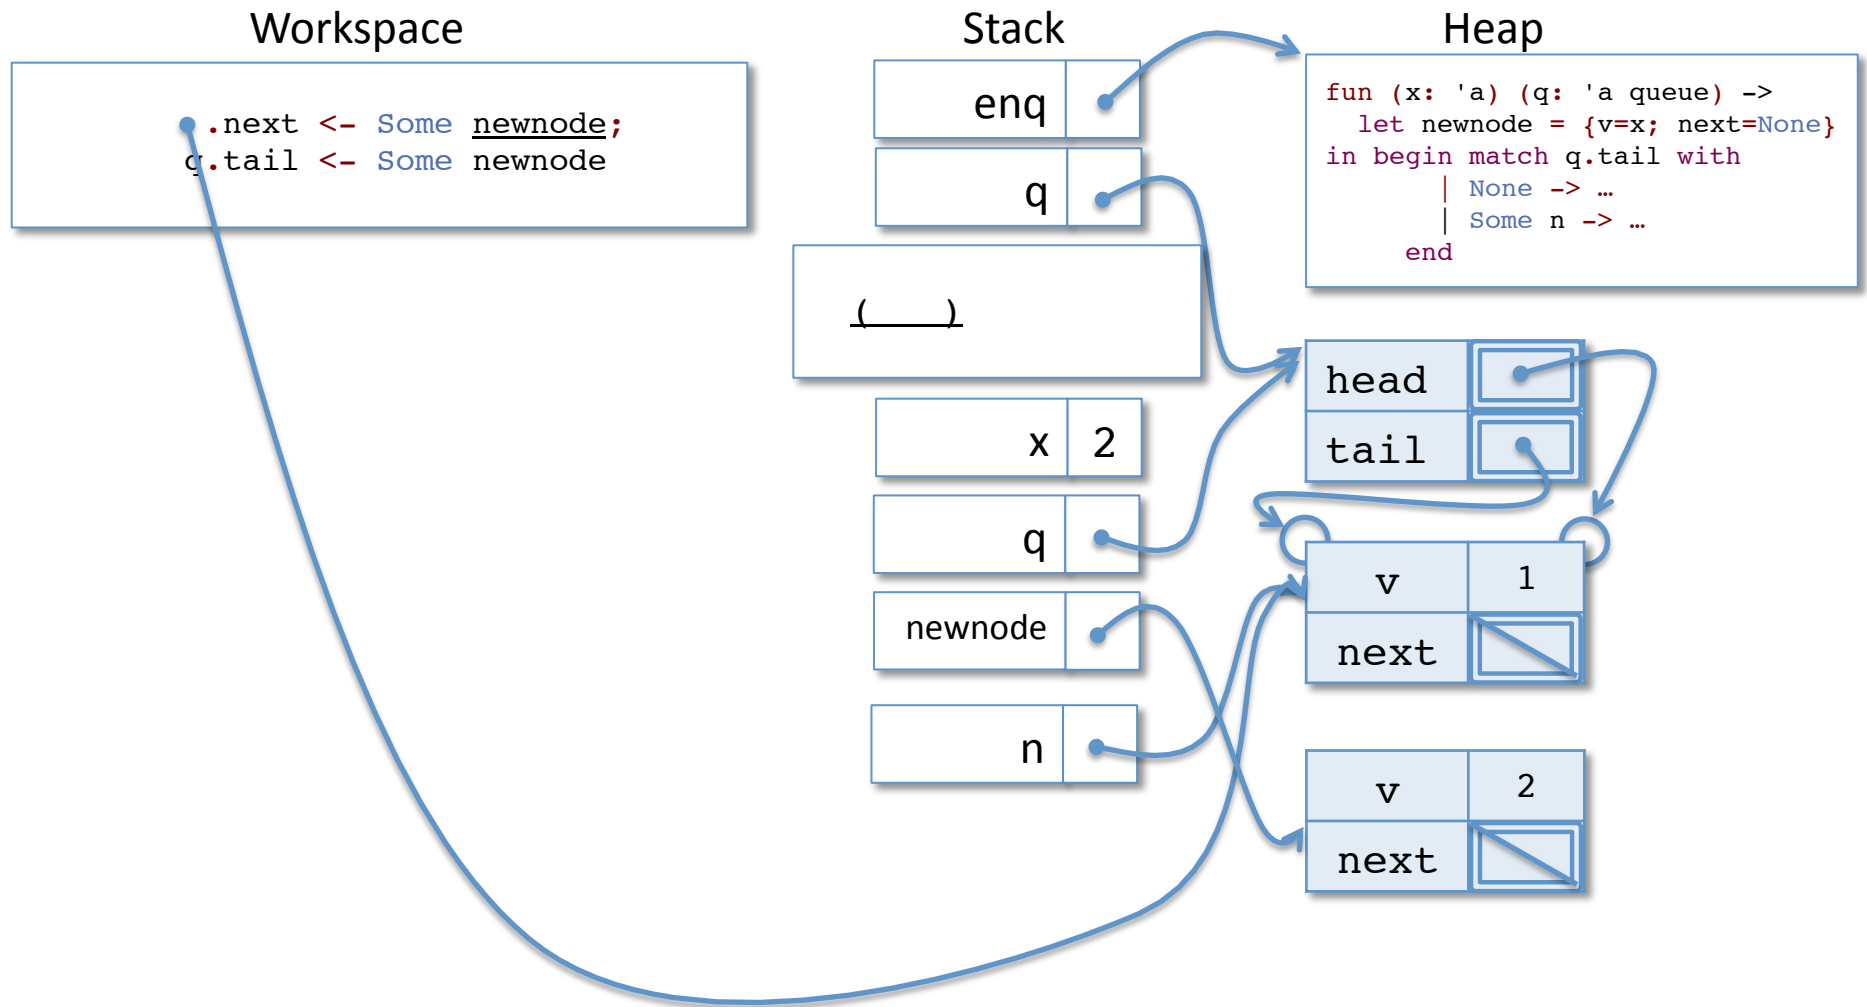 Workspace
.next <- Some newnode;
q.tail <- Some newnode
Stack
enq
q
( )
x 2
q
newnode
n
Heap
fun (x: 'a) (q: 'a queue) ->
let newnode = {v=x; next=None}
in begin match q.tail with
| None -> …
| Some n -> …
end
head
tail
v 1
next
v 2
next